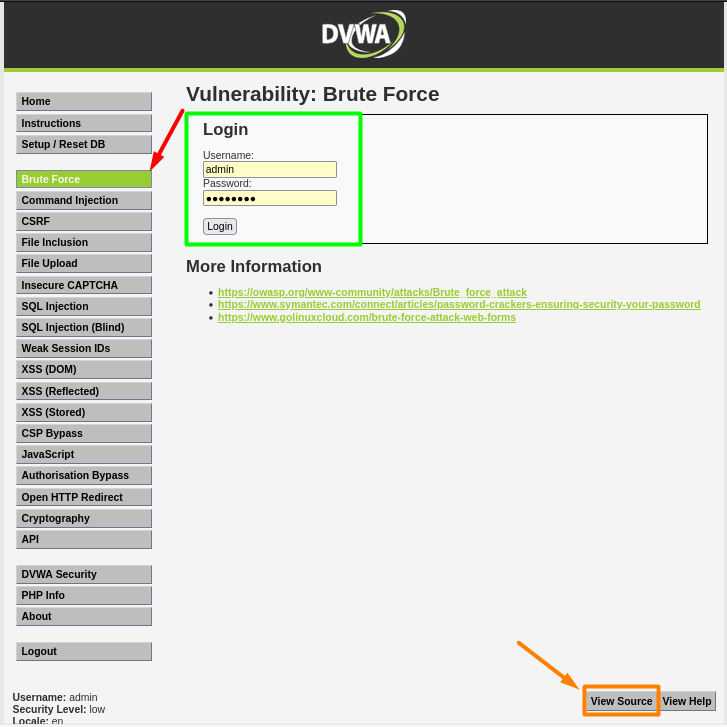 DVWA
Vulnerability: Brute Force
Home
Instructions
Setup / Reset DB
Brute Force
Command Injection
CSRF
File Inclusion
File Upload
Insecure CAPTCHA
SQL Injection
SQL Injection (Blind)
Weak Session IDs
XSS (DOM)
XSS (Reflected)
XSS (Stored)
CSP Bypass
JavaScript
Authorisation Bypass
Open HTTP Redirect
Cryptography
API
DVWA Security
PHP Info
About
Logout
Login
Username:
admin
Password:
●●●●●●●●
Login
More Information
• https://owasp.org/www-community/attacks/Brute_force_attack
• https://www.symantec.com/connect/articles/password-crackers-ensuring-security-your-password
• https://www.golinuxcloud.com/brute-force-attack-web-forms
Username: admin
Security Level: low
Locale: en
View Source
View Help